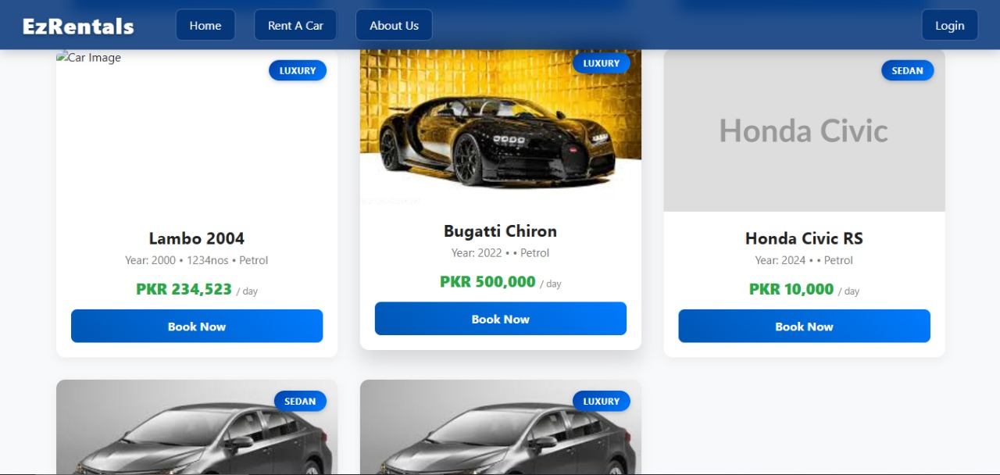 EzRentals
Home
Rent A Car
About Us
Login
Car Image
LUXURY
Lambo 2004
Year: 2000 • 1234nos • Petrol
PKR 234,523 / day
Book Now
LUXURY
Bugatti Chiron
Year: 2022 • • Petrol
PKR 500,000 / day
Book Now
SEDAN
Honda Civic
Honda Civic RS
Year: 2024 • • Petrol
PKR 10,000 / day
Book Now
SEDAN
LUXURY